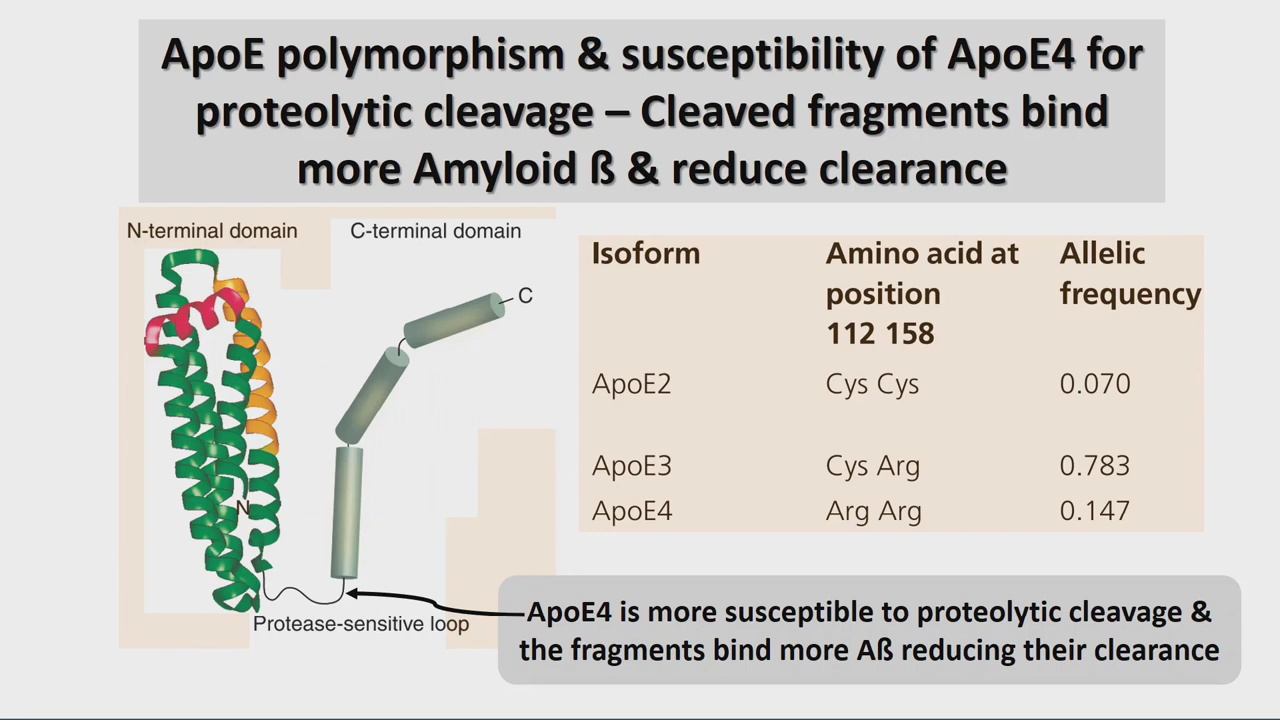 ApoE polymorphism & susceptibility of ApoE4 for
proteolytic cleavage – Cleaved fragments bind
more Amyloid ß & reduce clearance
N-terminal domain
C-terminal domain
C
N
Protease-sensitive loop
Isoform Amino acid at Allelic
position frequency
112 158
ApoE2 Cys Cys 0.070
ApoE3 Cys Arg 0.783
ApoE4 Arg Arg 0.147
ApoE4 is more susceptible to proteolytic cleavage &
the fragments bind more Aß reducing their clearance